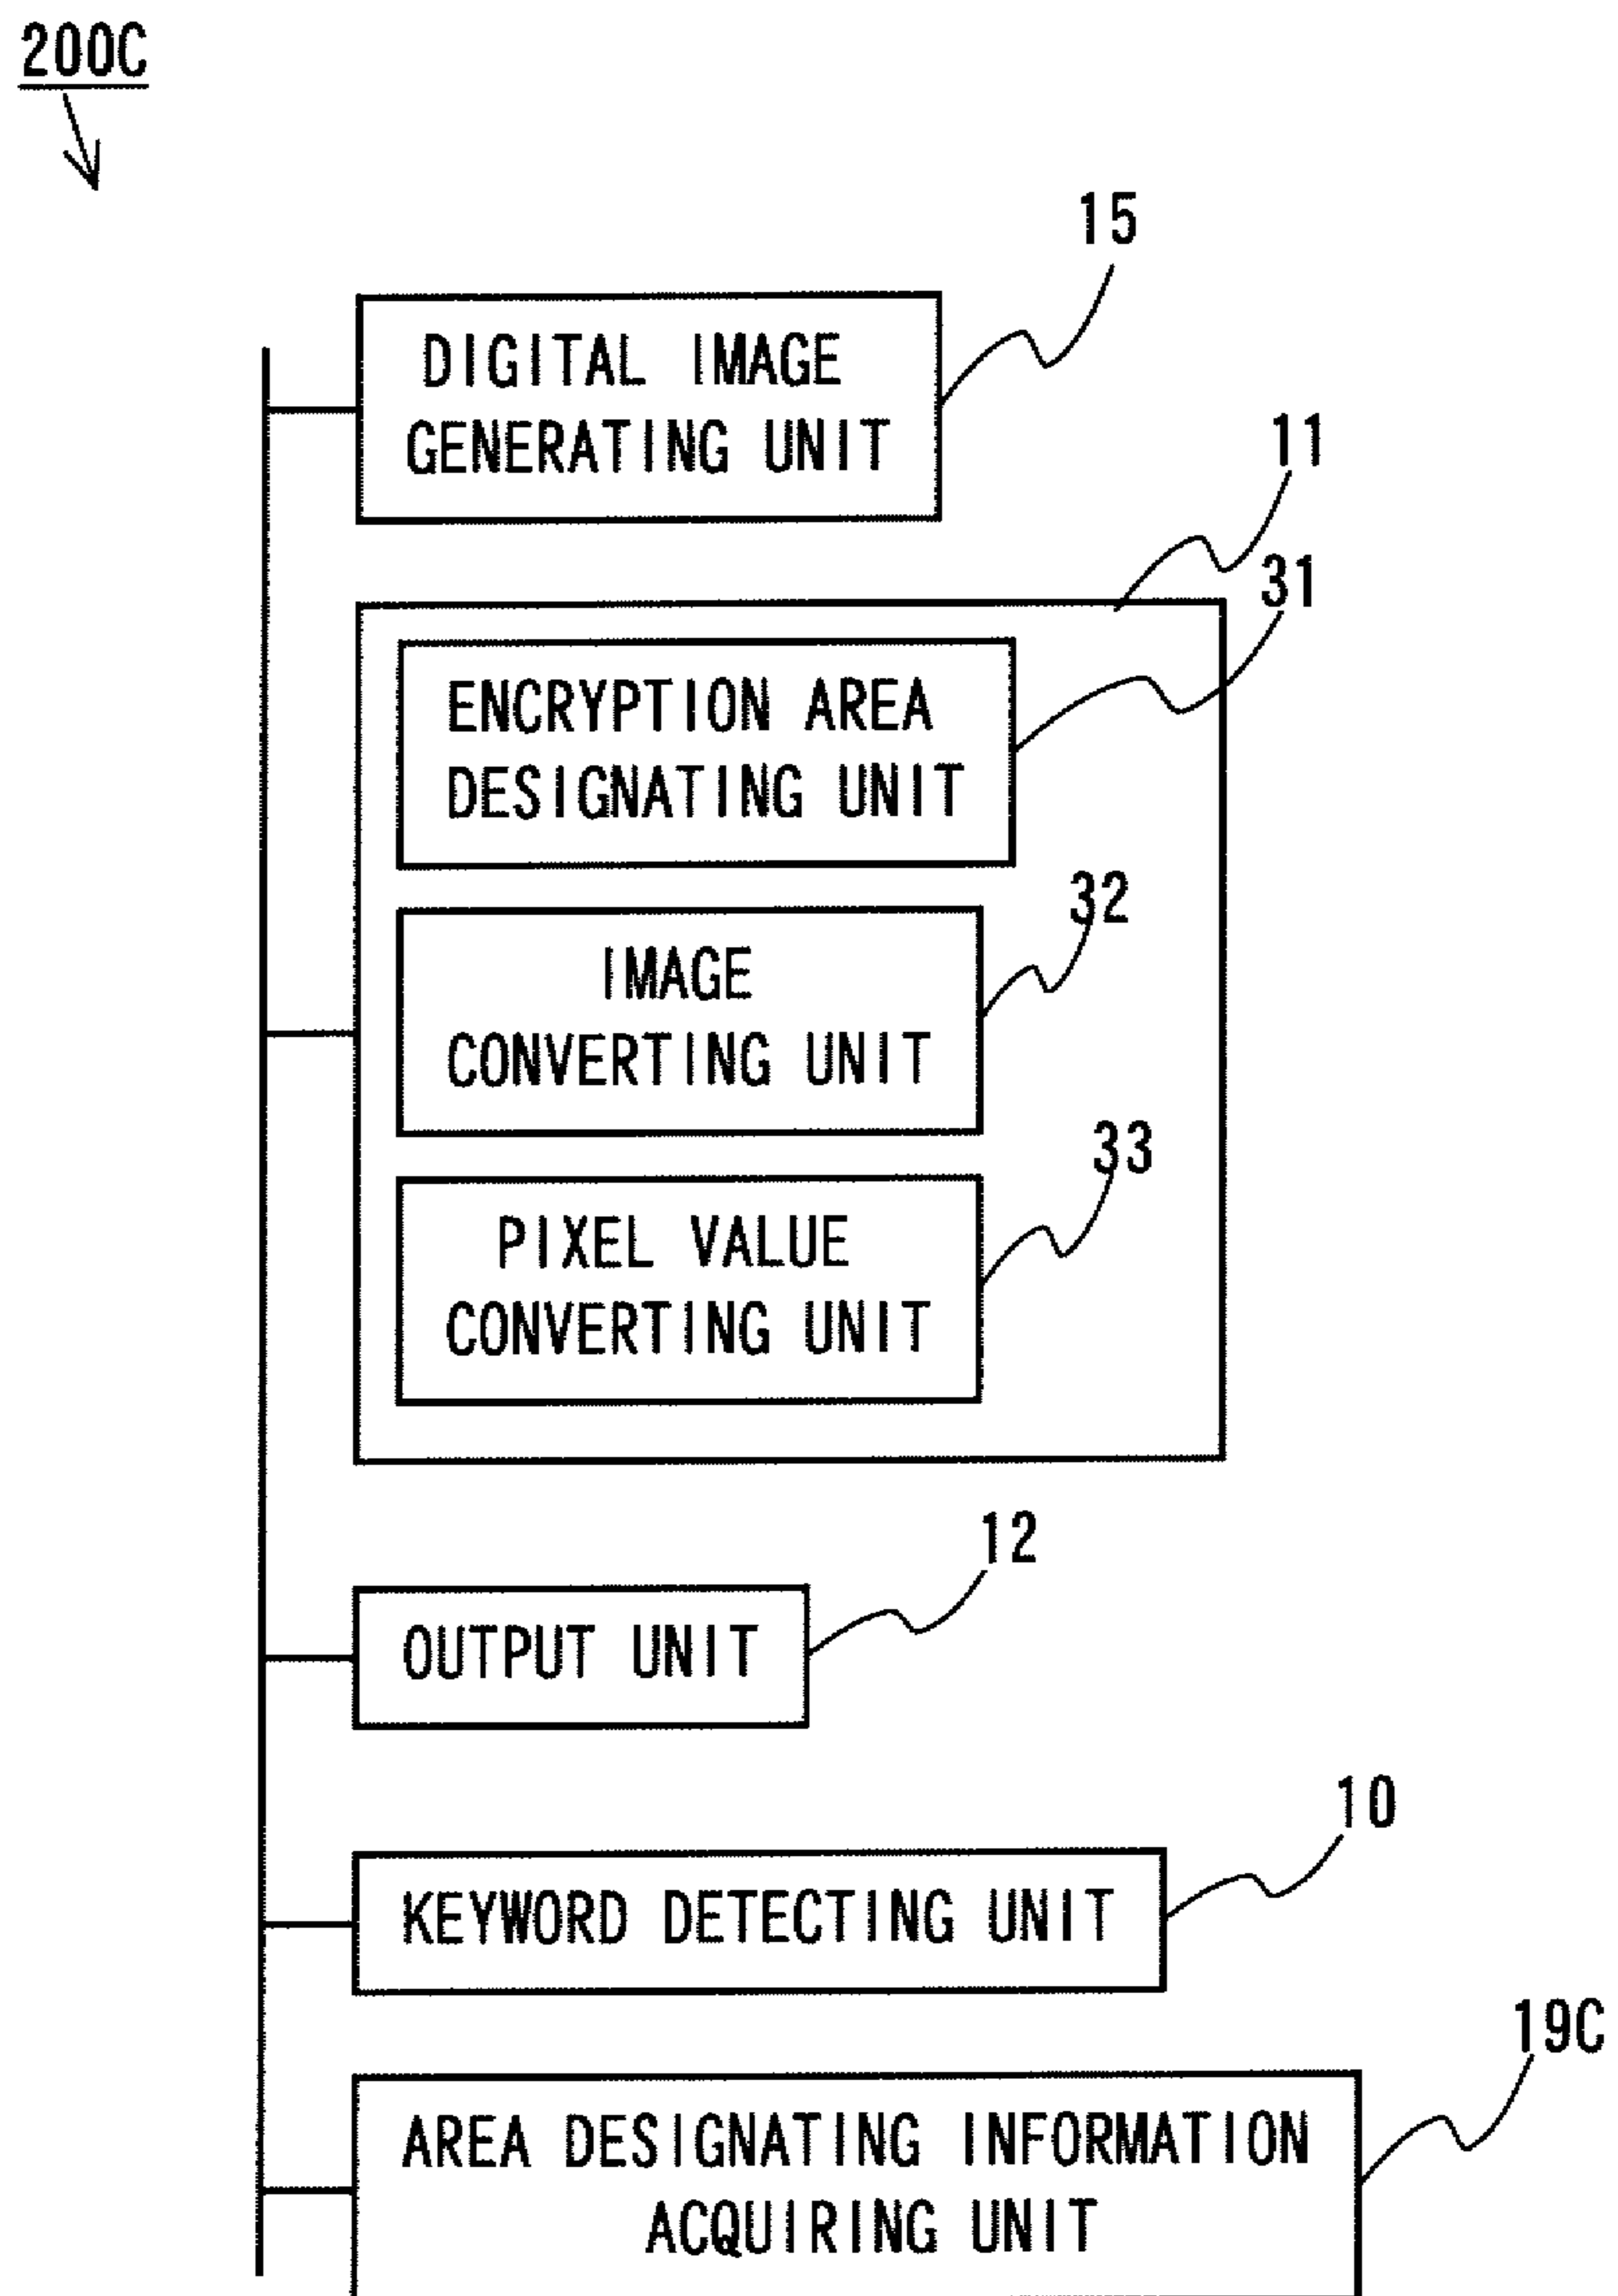 200C
15
DIGITAL IMAGE
GENERATING UNIT
11
31
ENCRYPTION AREA
DESIGNATING UNIT
32
IMAGE
CONVERTING UNIT
33
PIXEL VALUE
CONVERTING UNIT
12
OUTPUT UNIT
10
KEYWORD DETECTING UNIT
19C
AREA DESIGNATING INFORMATION
ACQUIRING UNIT